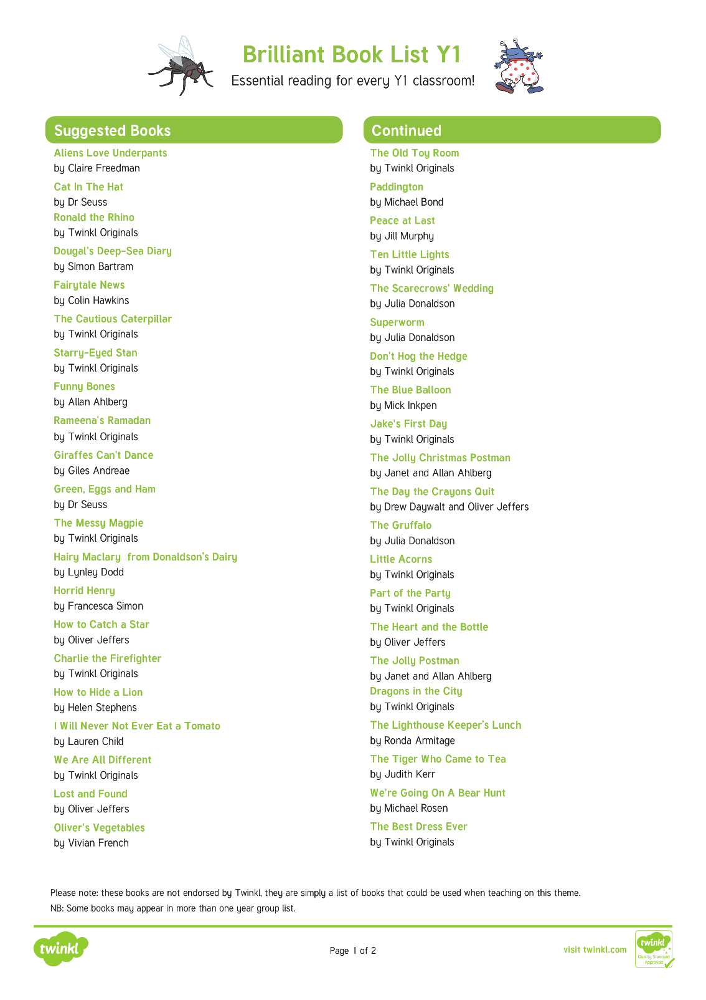 Brilliant Book List Y1
Essential reading for every Y1 classroom!
Suggested Books
Aliens Love Underpants
by Claire Freedman
Cat In The Hat
by Dr Seuss
Ronald the Rhino
by Twinkl Originals
Dougal's Deep-Sea Diary
by Simon Bartram
Fairytale News
by Colin Hawkins
The Cautious Caterpillar
by Twinkl Originals
Starry-Eyed Stan
by Twinkl Originals
Funny Bones
by Allan Ahlberg
Rameena's Ramadan
by Twinkl Originals
Giraffes Can't Dance
by Giles Andreae
Green, Eggs and Ham
by Dr Seuss
The Messy Magpie
by Twinkl Originals
Hairy Maclary  from Donaldson's Dairy
by Lynley Dodd
Horrid Henry
by Francesca Simon
How to Catch a Star
by Oliver Jeffers
Charlie the Firefighter
by Twinkl Originals
How to Hide a Lion
by Helen Stephens
I Will Never Not Ever Eat a Tomato
by Lauren Child
We Are All Different
by Twinkl Originals
Lost and Found
by Oliver Jeffers
Oliver's Vegetables
by Vivian French
Continued
The Old Toy Room
by Twinkl Originals
Paddington
by Michael Bond
Peace at Last
by Jill Murphy
Ten Little Lights
by Twinkl Originals
The Scarecrows' Wedding
by Julia Donaldson
Superworm
by Julia Donaldson
Don't Hog the Hedge
by Twinkl Originals
The Blue Balloon
by Mick Inkpen
Jake's First Day
by Twinkl Originals
The Jolly Christmas Postman
by Janet and Allan Ahlberg
The Day the Crayons Quit
by Drew Daywalt and Oliver Jeffers
The Gruffalo
by Julia Donaldson
Little Acorns
by Twinkl Originals
Part of the Party
by Twinkl Originals
The Heart and the Bottle
by Oliver Jeffers
The Jolly Postman
by Janet and Allan Ahlberg
Dragons in the City
by Twinkl Originals
The Lighthouse Keeper's Lunch
by Ronda Armitage
The Tiger Who Came to Tea
by Judith Kerr
We're Going On A Bear Hunt
by Michael Rosen
The Best Dress Ever
by Twinkl Originals
Please note: these books are not endorsed by Twinkl, they are simply a list of books that could be used when teaching on this theme.
NB: Some books may appear in more than one year group list.
twinkl
Page 1 of 2
visit twinkl.com
twinkl
Quality Standard
Approved